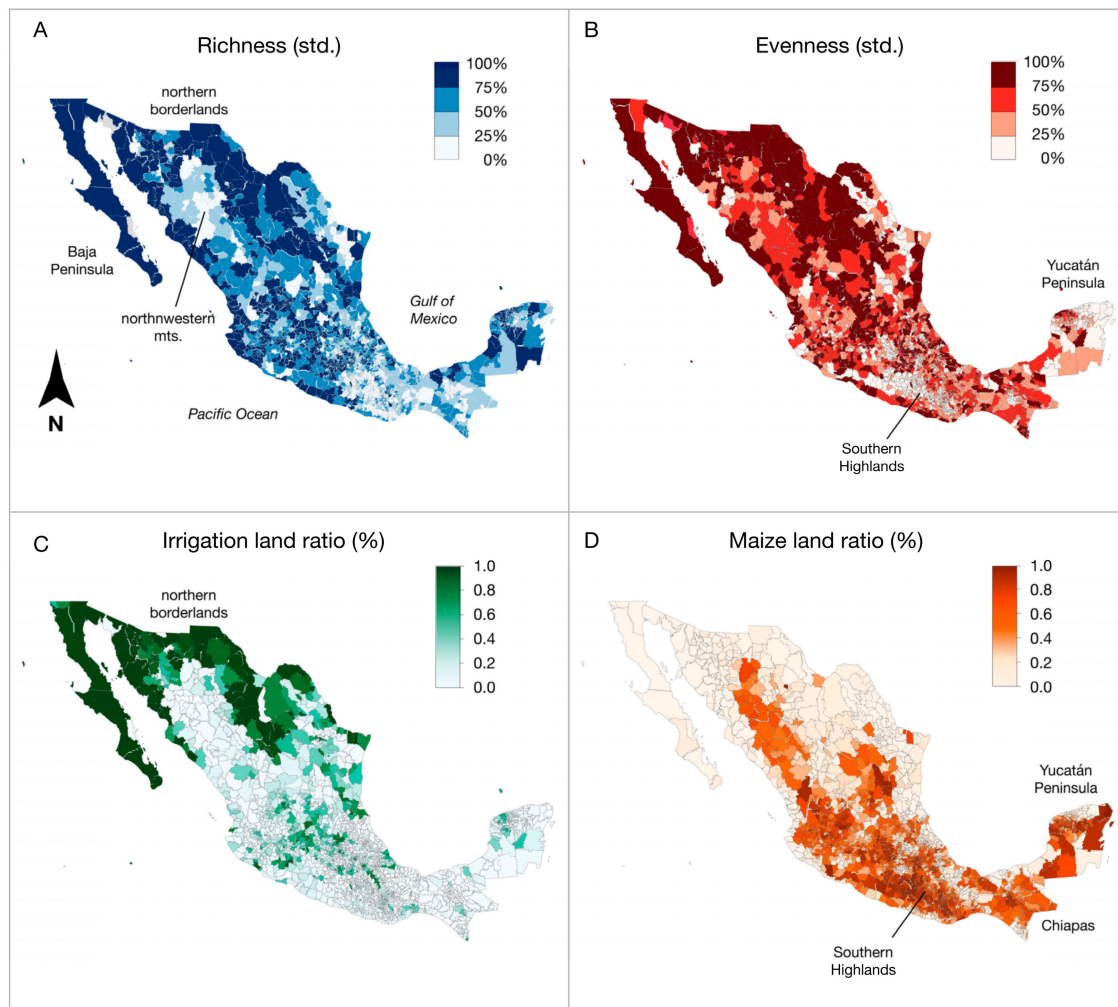 A
Richness (std.)
100%
75%
50%
25%
0%
northern
borderlands
Baja
Peninsula
northnwestern
mts.
Gulf of
Mexico
Pacific Ocean
N
B
Evenness (std.)
100%
75%
50%
25%
0%
Yucatán
Peninsula
Southern
Highlands
C
Irrigation land ratio (%)
1.0
0.8
0.6
0.4
0.2
0.0
northern
borderlands
D
Maize land ratio (%)
1.0
0.8
0.6
0.4
0.2
0.0
Yucatán
Peninsula
Chiapas
Southern
Highlands